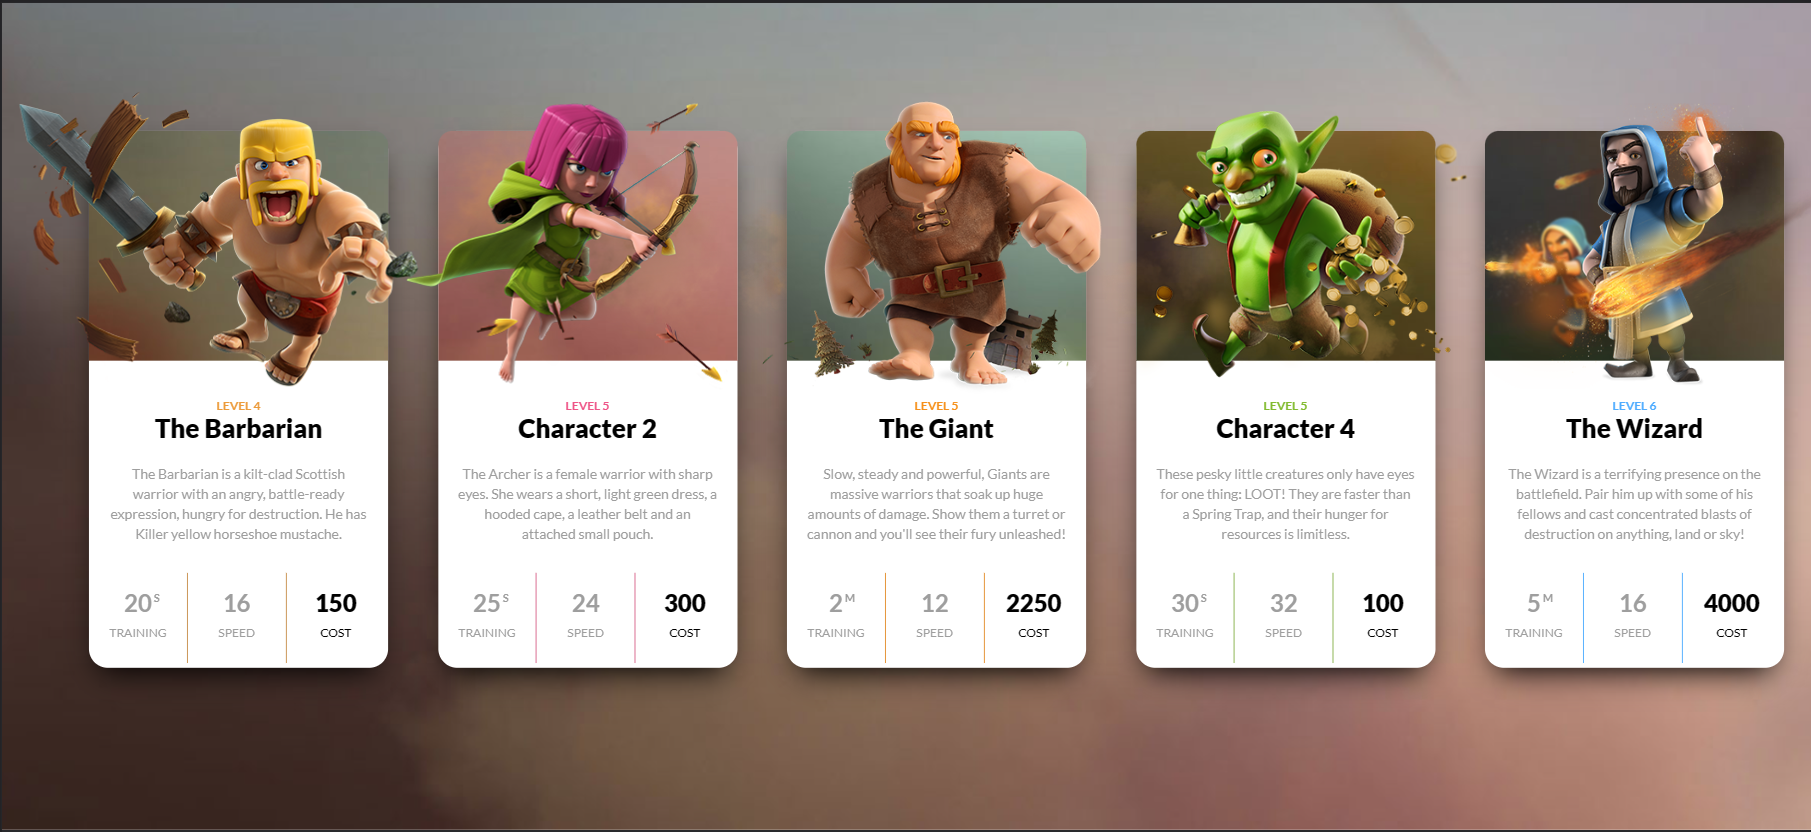 LEVEL 4
The Barbarian
The Barbarian is a kilt-clad Scottish
warrior with an angry, battle-ready
expression, hungry for destruction. He has
Killer yellow horseshoe mustache.
20S
TRAINING
16
SPEED
150
COST
LEVEL 5
Character 2
The Archer is a female warrior with sharp
eyes. She wears a short, light green dress, a
hooded cape, a leather belt and an
attached small pouch.
25S
TRAINING
24
SPEED
300
COST
LEVEL 5
The Giant
Slow, steady and powerful, Giants are
massive warriors that soak up huge
amounts of damage. Show them a turret or
cannon and you'll see their fury unleashed!
2M
TRAINING
12
SPEED
2250
COST
LEVEL 5
Character 4
These pesky little creatures only have eyes
for one thing: LOOT! They are faster than
a Spring Trap, and their hunger for
resources is limitless.
30S
TRAINING
32
SPEED
100
COST
LEVEL 6
The Wizard
The Wizard is a terrifying presence on the
battlefield. Pair him up with some of his
fellows and cast concentrated blasts of
destruction on anything, land or sky!
5M
TRAINING
16
SPEED
4000
COST